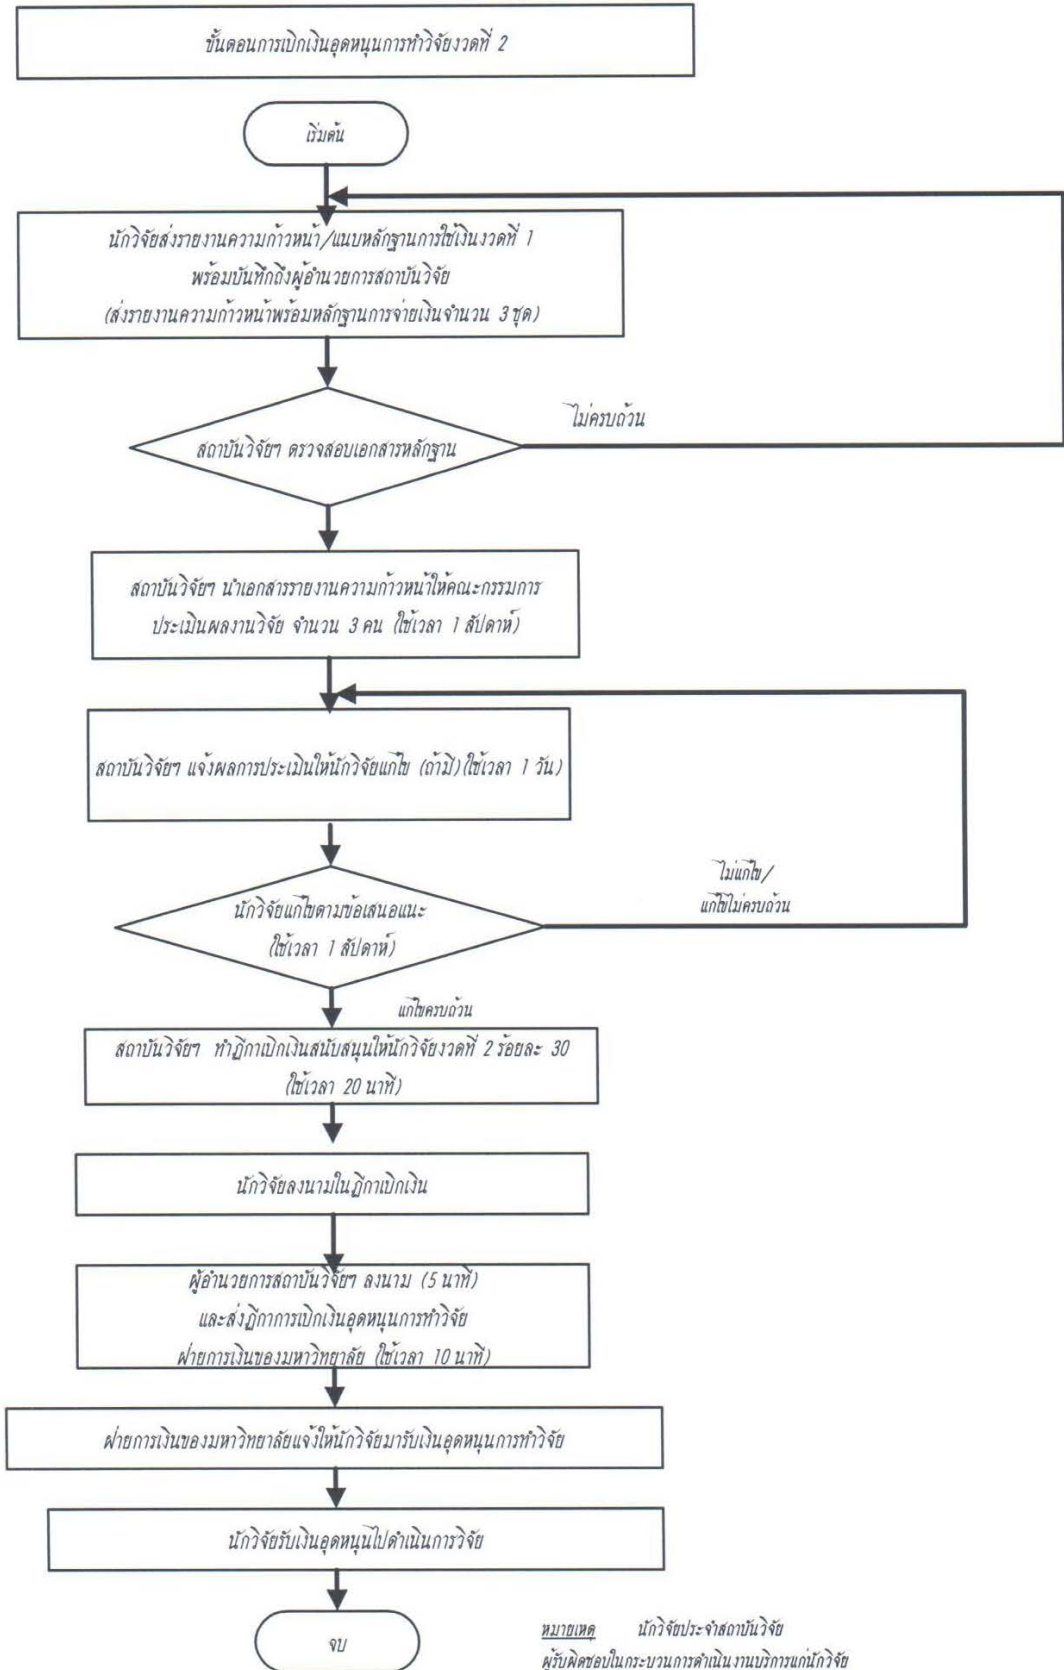 ขั้นตอนการเบิกเงินอุดหนุนการทำวิจัยงวดที่ 2
เริ่มต้น
นักวิจัยส่งรายงานความก้าวหน้า/แนบหลักฐานการใช้เงินงวดที่ 1
พร้อมบันทึกถึงผู้อำนวยการสถาบันวิจัย
(ส่งรายงานความก้าวหน้าพร้อมหลักฐานการจ่ายเงินจำนวน 3 ชุด)
ไม่ครบถ้วน
สถาบันวิจัยฯ ตรวจสอบเอกสารหลักฐาน
สถาบันวิจัยฯ นำเอกสารรายงานความก้าวหน้าให้คณะกรรมการ
ประเมินผลงานวิจัย จำนวน 3 คน (ใช้เวลา 1 สัปดาห์)
สถาบันวิจัยฯ แจ้งผลการประเมินให้นักวิจัยแก้ไข (ถ้ามี)(ใช้เวลา 1 วัน)
ไม่แก้ไข/
แก้ไขไม่ครบถ้วน
นักวิจัยแก้ไขตามข้อเสนอแนะ
(ใช้เวลา 1 สัปดาห์)
แก้ไขครบถ้วน
สถาบันวิจัยฯ ทำฎีกาเบิกเงินสนับสนุนให้นักวิจัยงวดที่ 2 ร้อยละ 30
(ใช้เวลา 20 นาที)
นักวิจัยลงนามในฎีกาเบิกเงิน
ผู้อำนวยการสถาบันวิจัยฯ ลงนาม (5 นาที)
และส่งฎีกาการเบิกเงินอุดหนุนการทำวิจัย
ฝ่ายการเงินของมหาวิทยาลัย (ใช้เวลา 10 นาที)
ฝ่ายการเงินของมหาวิทยาลัยแจ้งให้นักวิจัยมารับเงินอุดหนุนการทำวิจัย
นักวิจัยรับเงินอุดหนุนไปดำเนินการวิจัย
จบ
หมายเหตุ นักวิจัยประจำสถาบันวิจัย
ผู้รับผิดชอบในกระบวนการดำเนินงานบริการแก่นักวิจัย